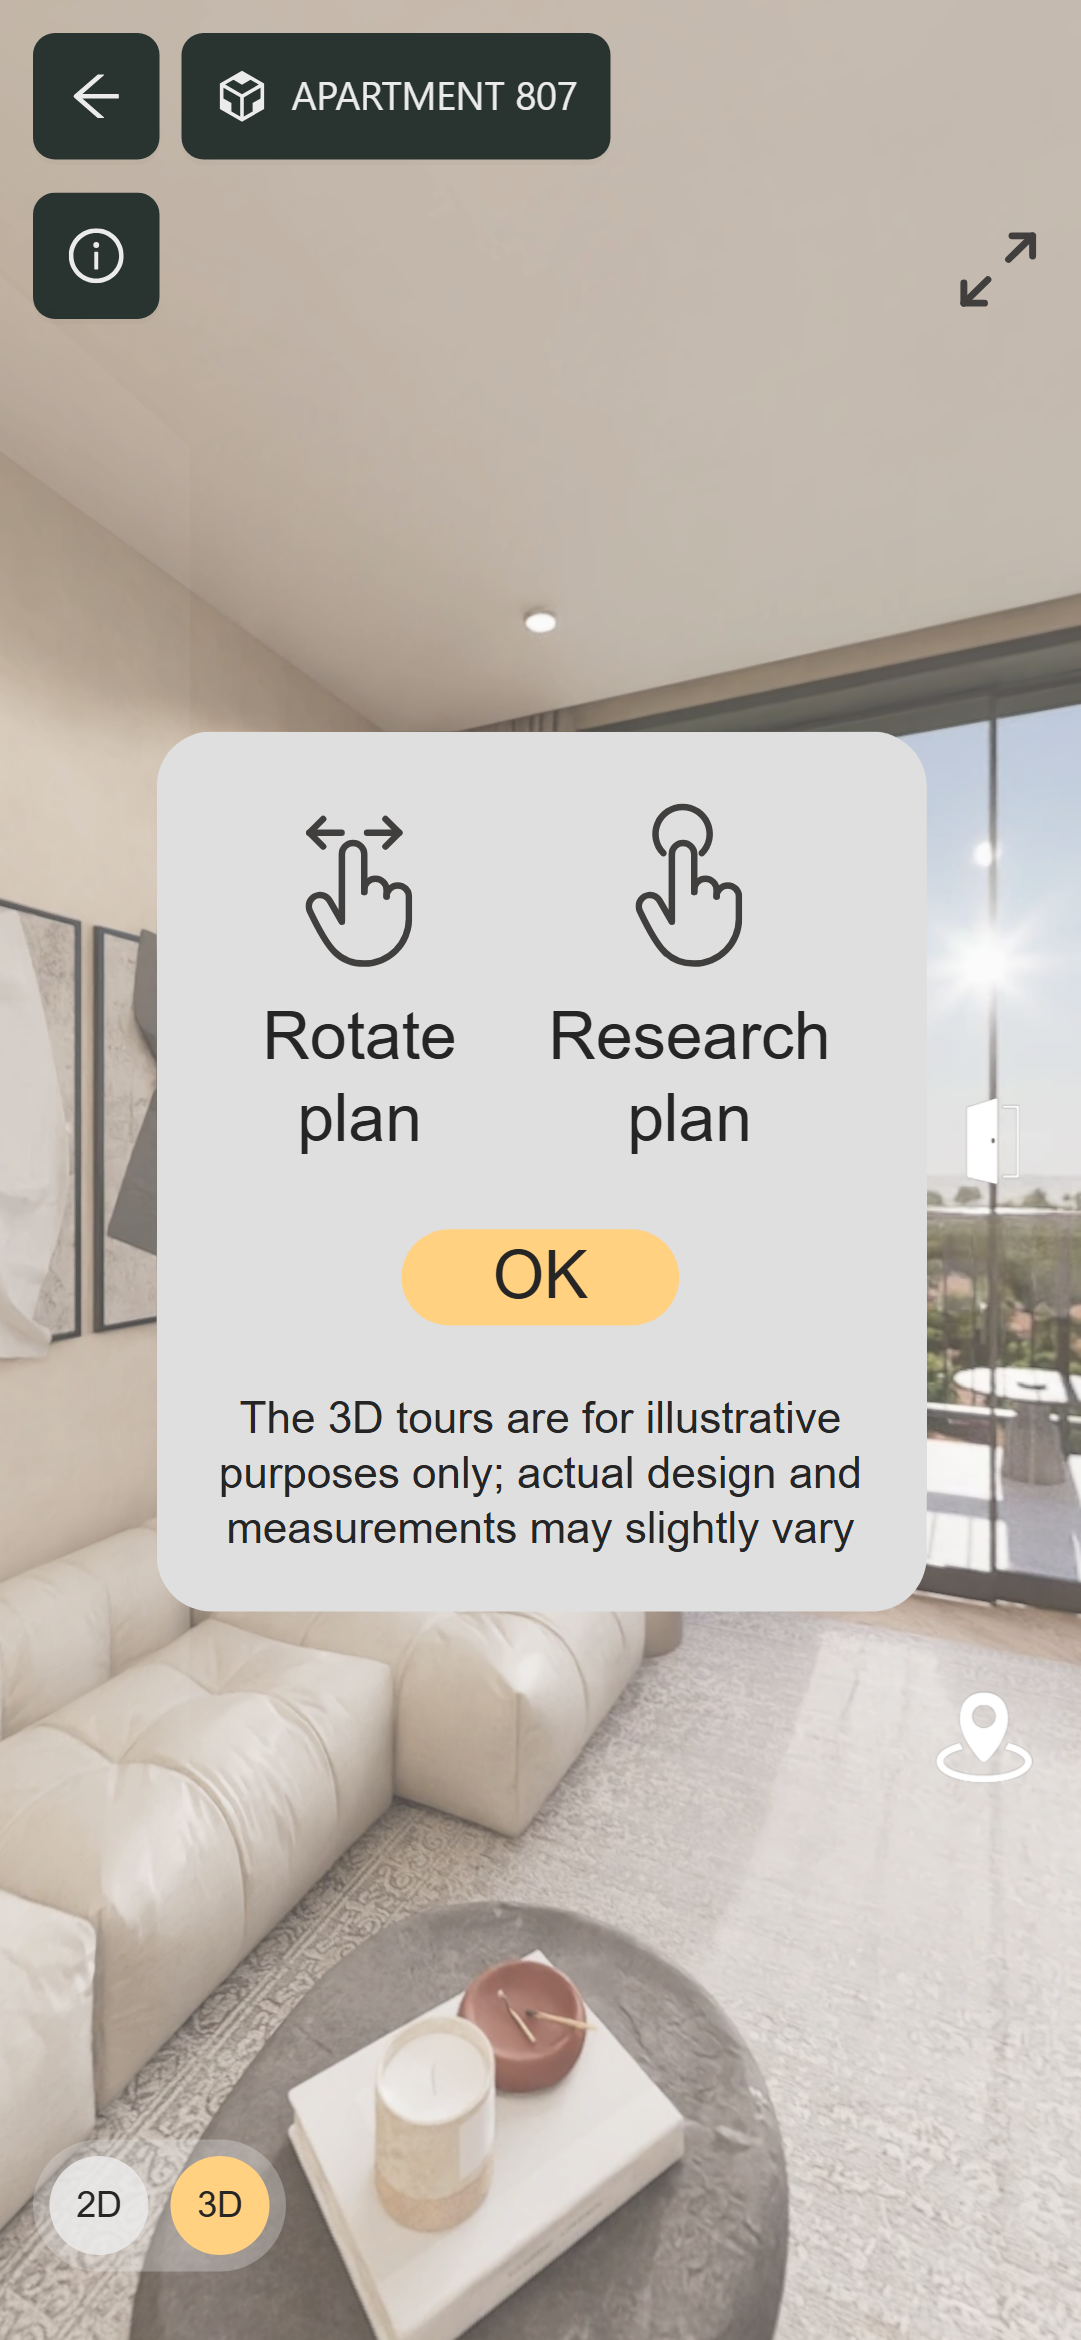 APARTMENT 807
Rotate
plan
Research
plan
OK
The 3D tours are for illustrative
purposes only; actual design and
measurements may slightly vary
2D
3D